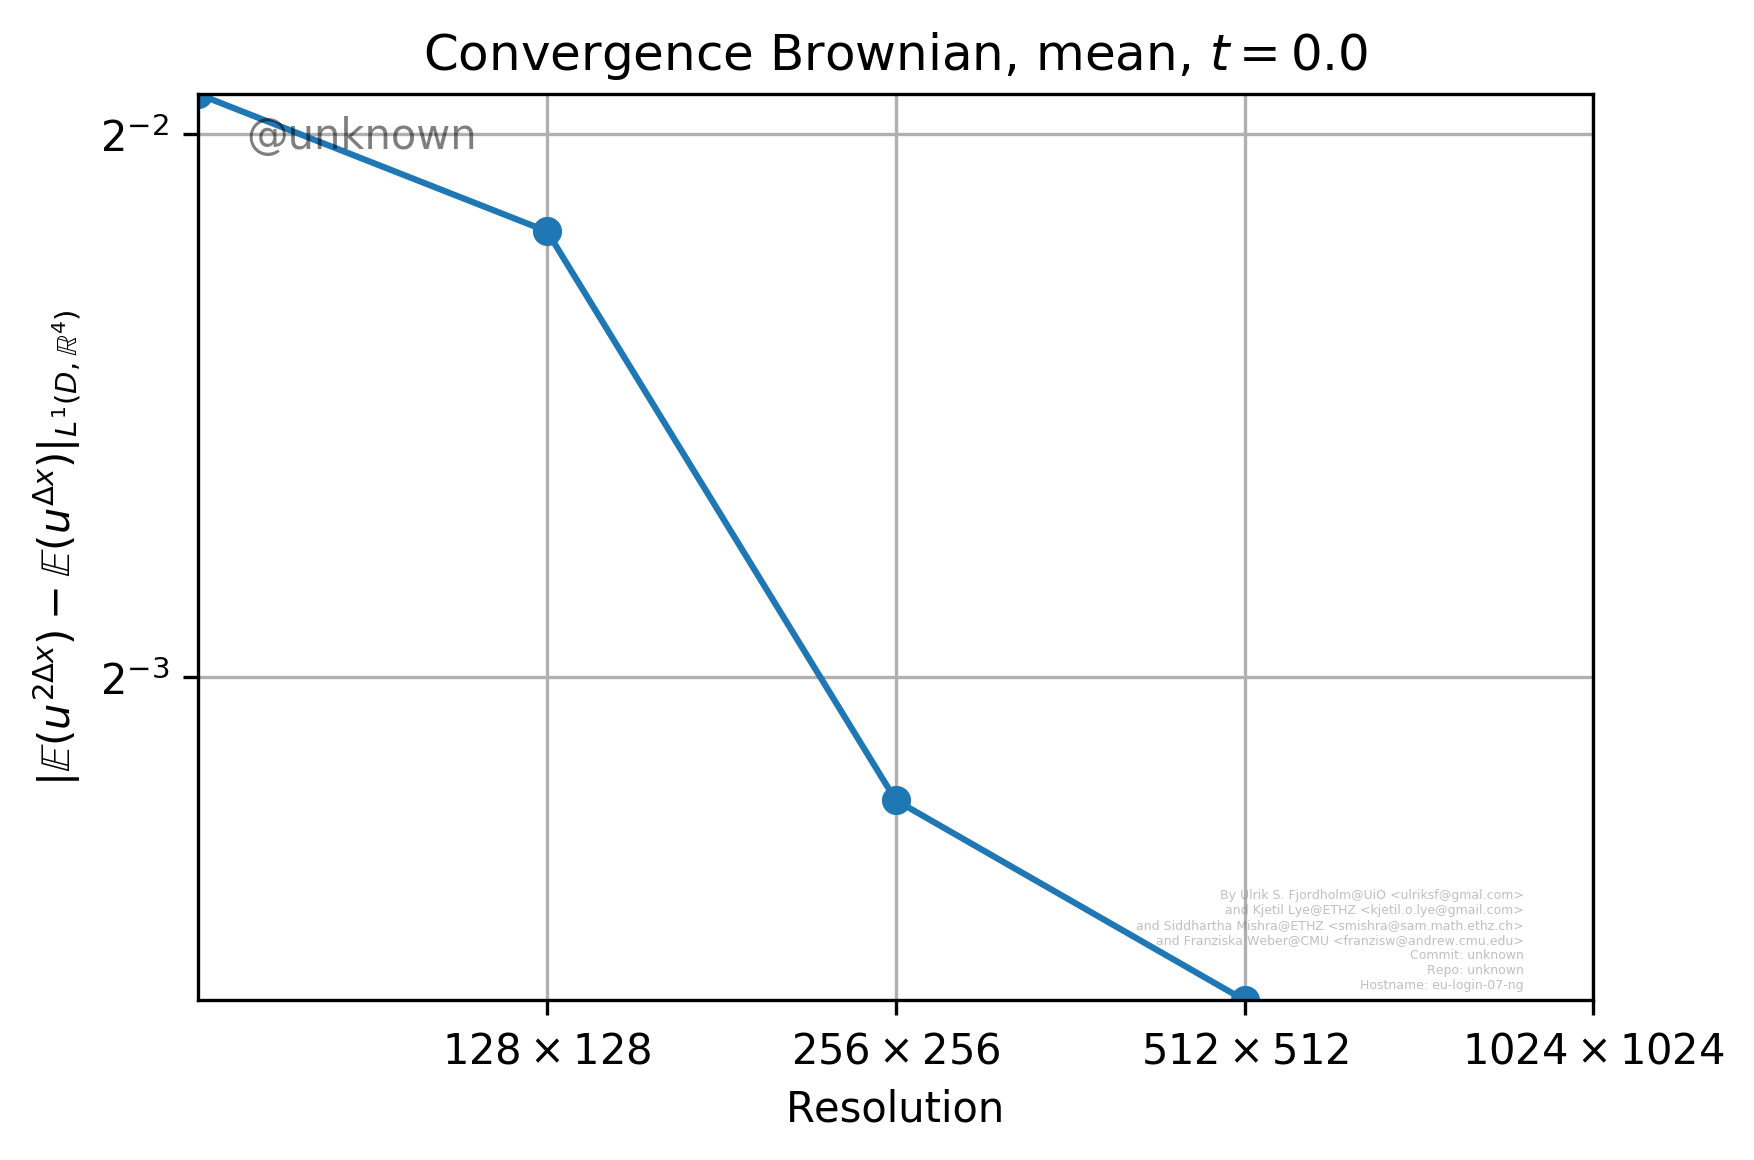 Convergence Brownian, mean, t = 0.0
2⁻²
@unknown
2⁻³
|𝔼(u^{2Δx}) − 𝔼(u^{Δx})|_{L¹(D, ℝ⁴)}
By Ulrik S. Fjordholm@UiO <ulriksf@gmal.com>
and Kjetil Lye@ETHZ <kjetil.o.lye@gmail.com>
and Siddhartha Mishra@ETHZ <smishra@sam.math.ethz.ch>
and Franziska Weber@CMU <franzisw@andrew.cmu.edu>
Commit: unknown
Repo: unknown
Hostname: eu-login-07-ng
128 × 128 256 × 256 512 × 512 1024 × 1024
Resolution